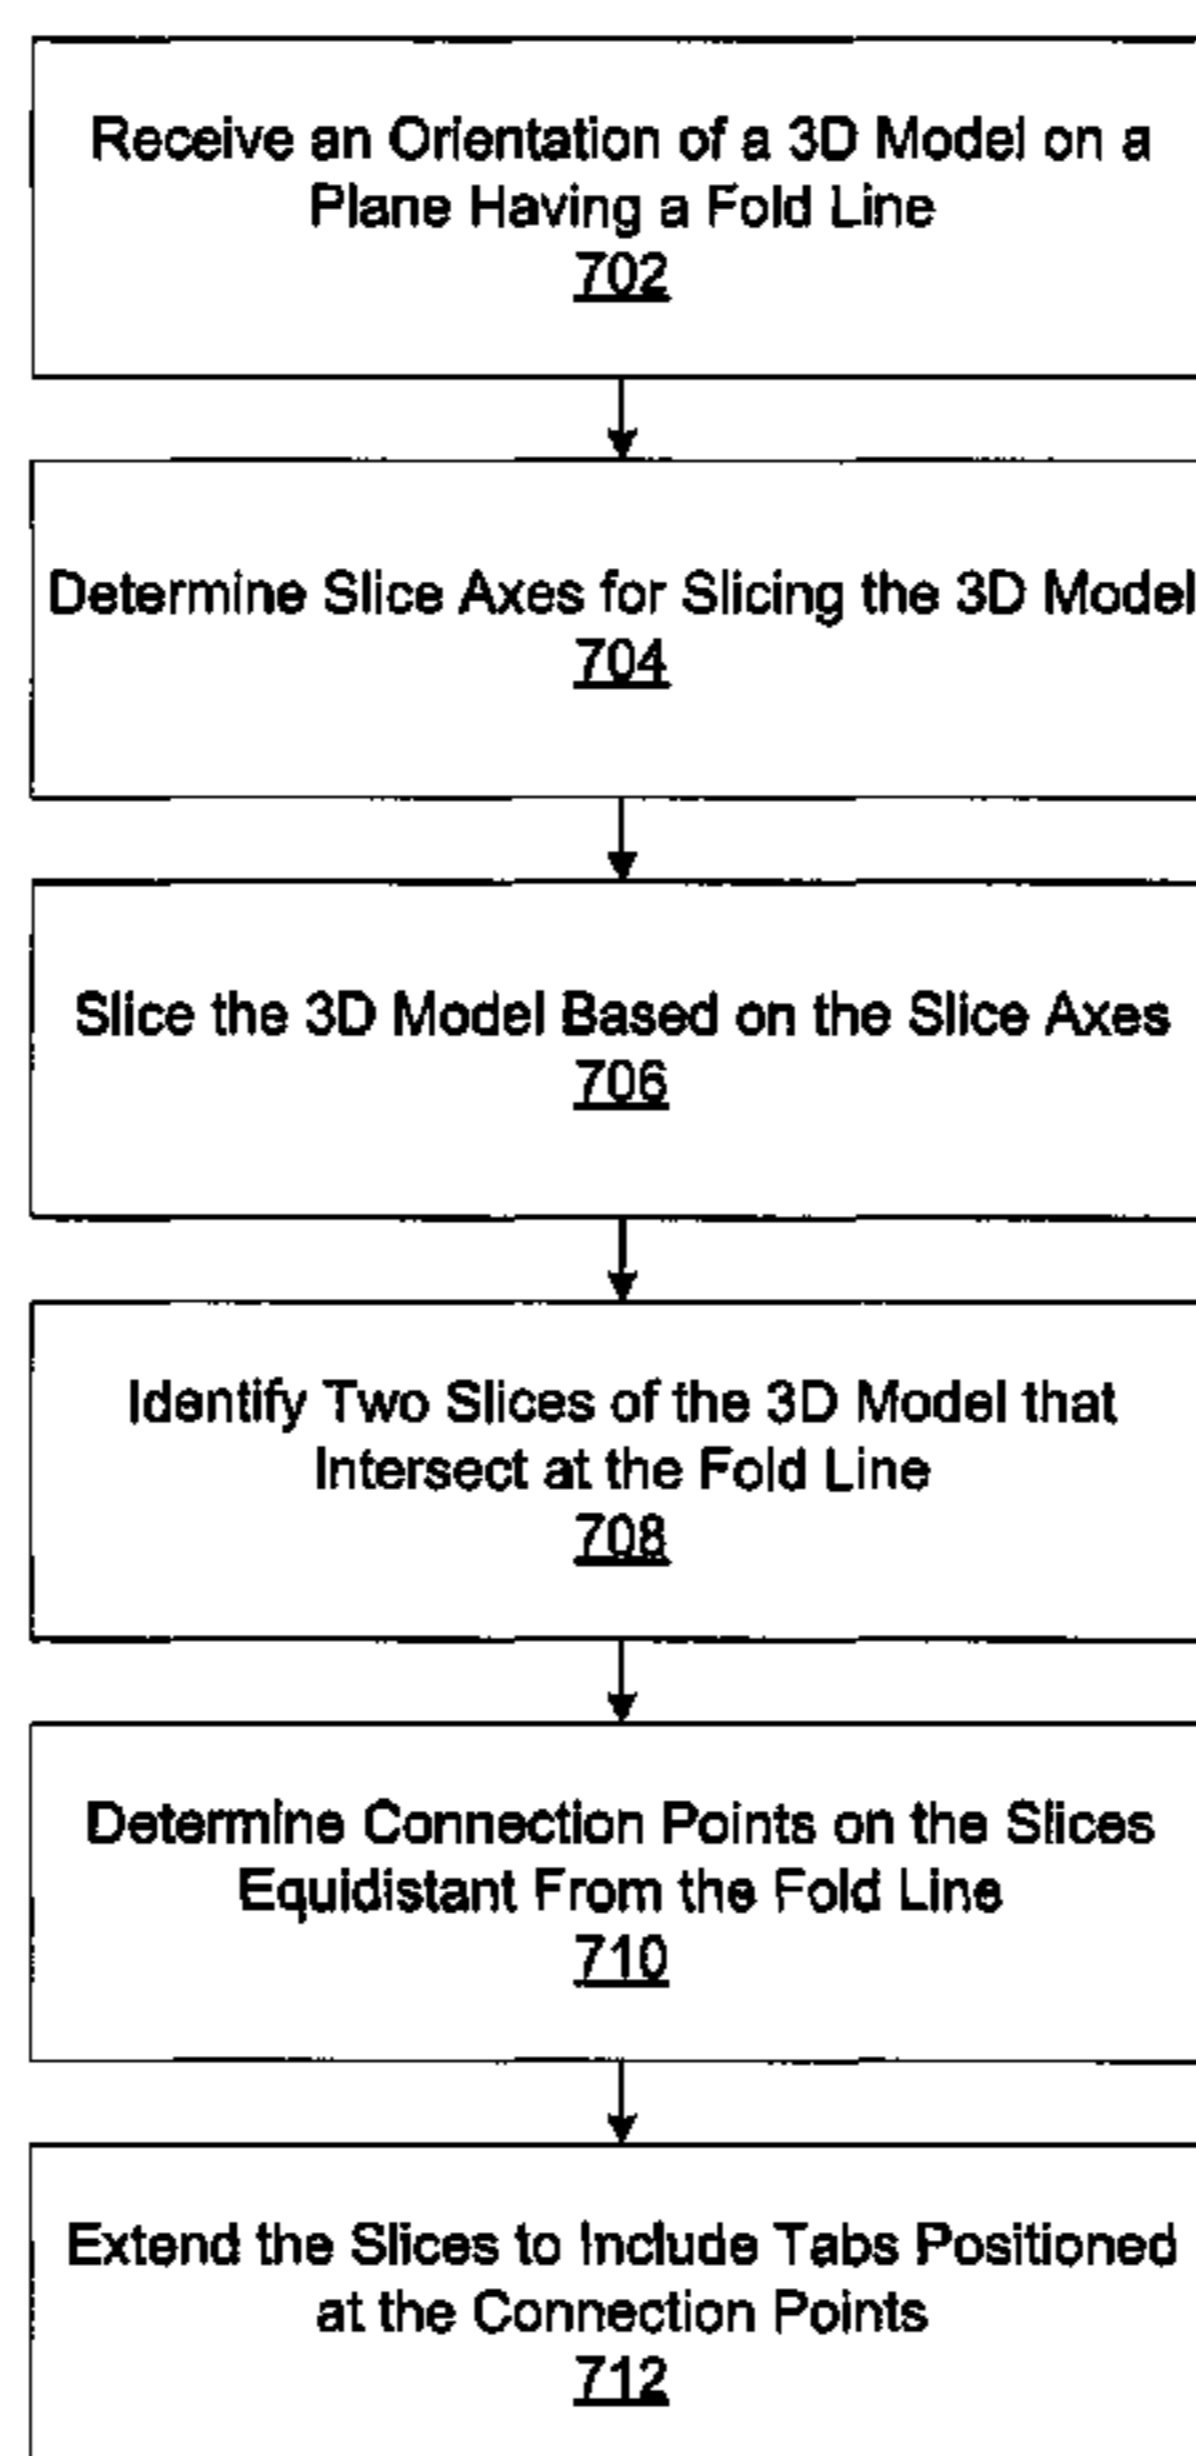 Receive an Orientation of a 3D Model on a
Plane Having a Fold Line
702
Determine Slice Axes for Slicing the 3D Model
704
Slice the 3D Model Based on the Slice Axes
706
Identify Two Slices of the 3D Model that
Intersect at the Fold Line
708
Determine Connection Points on the Slices
Equidistant From the Fold Line
710
Extend the Slices to Include Tabs Positioned
at the Connection Points
712